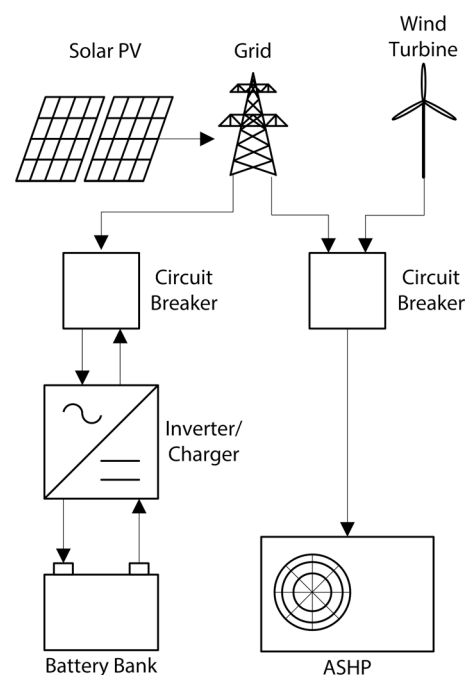 Solar PV
Grid
Wind
Turbine
Circuit
Breaker
Circuit
Breaker
Inverter/
Charger
Battery Bank
ASHP